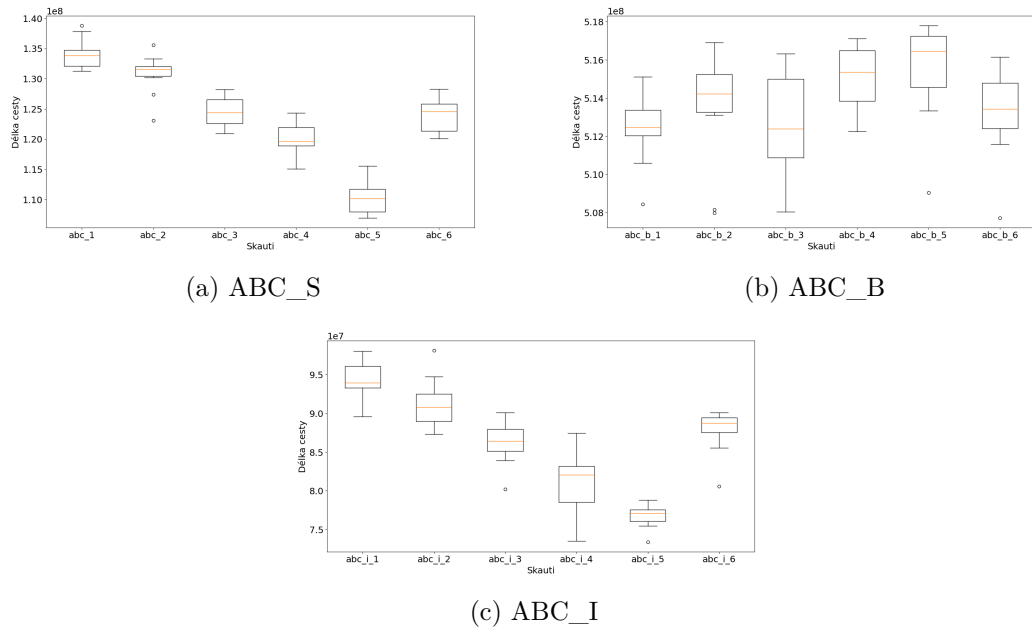 1e8
1.40
1.35
1.30
1.25
1.20
1.15
1.10
Délka cesty
abc_1 abc_2 abc_3 abc_4 abc_5 abc_6
Skauti
(a) ABC_S
1e8
5.18
5.16
5.14
5.12
5.10
5.08
Délka cesty
abc_b_1 abc_b_2 abc_b_3 abc_b_4 abc_b_5 abc_b_6
Skauti
(b) ABC_B
1e7
9.5
9.0
8.5
8.0
7.5
Délka cesty
abc_i_1 abc_i_2 abc_i_3 abc_i_4 abc_i_5 abc_i_6
Skauti
(c) ABC_I